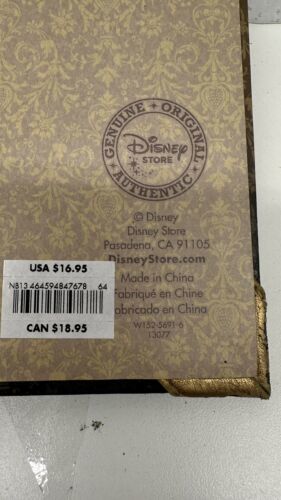 GENUINE • ORIGINAL
Disney
STORE
AUTHENTIC
© Disney
Disney Store
Pasadena, CA 91105
DisneyStore.com
Made in China
Fabriqué en Chine
Fabricado en China
W152-5691-6
13077
USA $16.95
N813 464594847678 64
CAN $18.95